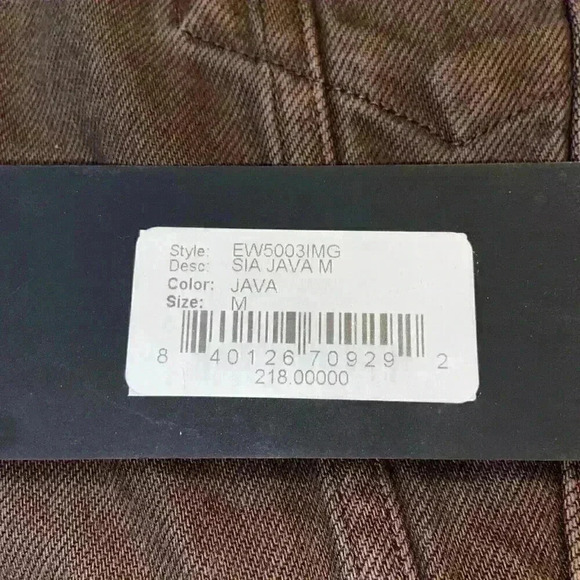 Style: EW5003IMG
Desc: SIA JAVA M
Color: JAVA
Size: M
8 40126 70929 2
218.00000